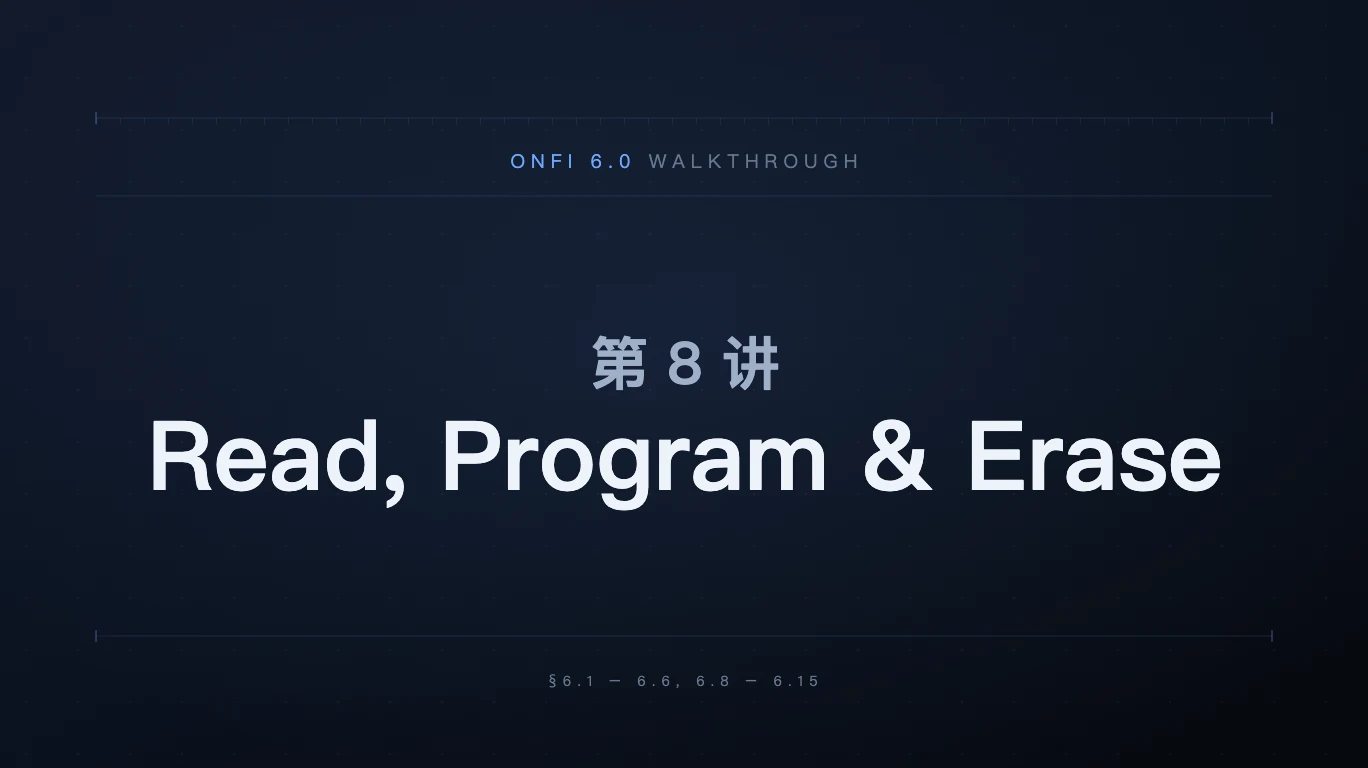 ONFI 6.0 WALKTHROUGH
第 8 讲
Read, Program & Erase
§6.1 — 6.6, 6.8 — 6.15